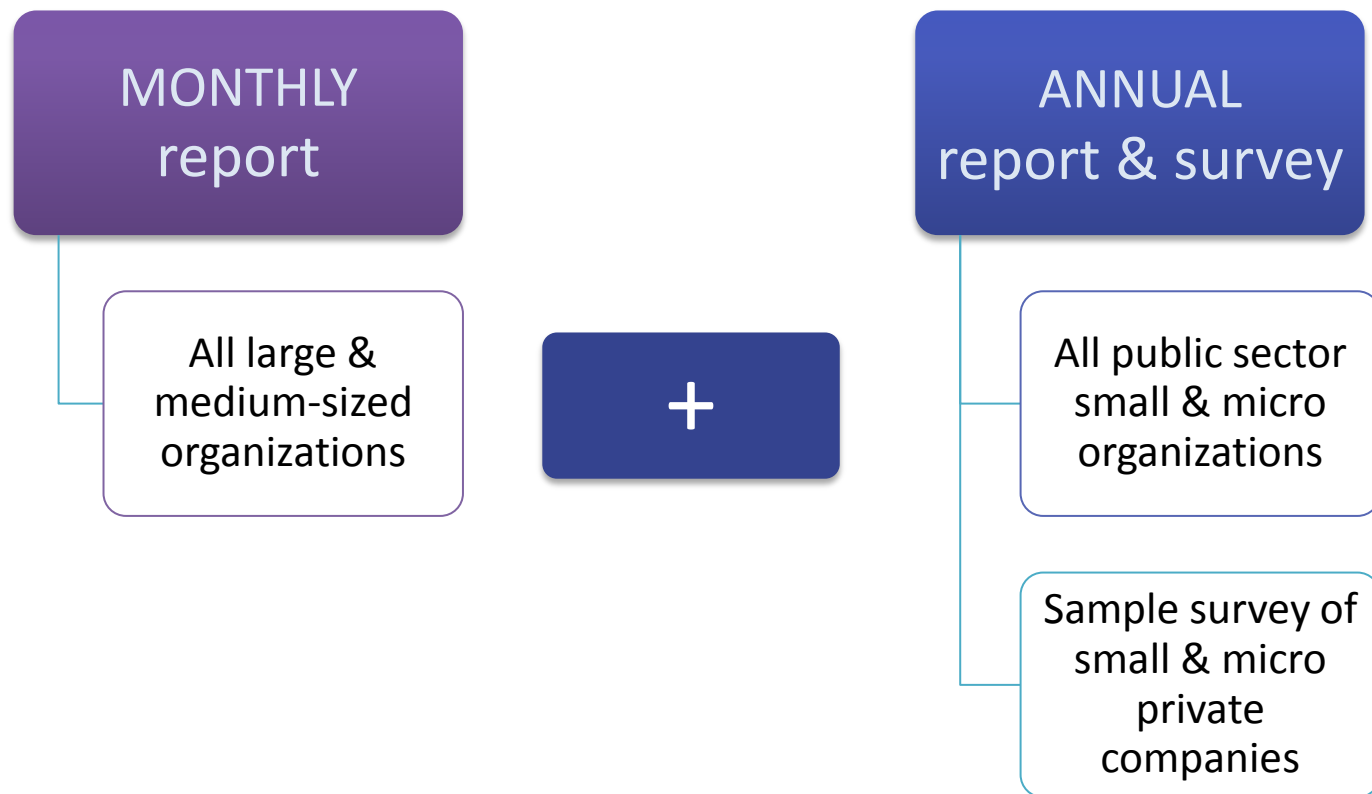 MONTHLY
report
All large &
medium-sized
organizations
+
ANNUAL
report & survey
All public sector
small & micro
organizations
Sample survey of
small & micro
private
companies